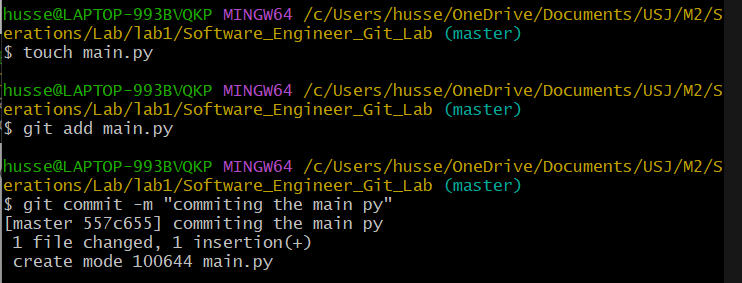 husse@LAPTOP-993BVQKP MINGW64 /c/Users/husse/OneDrive/Documents/USJ/M2/S
erations/Lab/lab1/Software_Engineer_Git_Lab (master)
$ touch main.py
husse@LAPTOP-993BVQKP MINGW64 /c/Users/husse/OneDrive/Documents/USJ/M2/S
erations/Lab/lab1/Software_Engineer_Git_Lab (master)
$ git add main.py
husse@LAPTOP-993BVQKP MINGW64 /c/Users/husse/OneDrive/Documents/USJ/M2/S
erations/Lab/lab1/Software_Engineer_Git_Lab (master)
$ git commit -m "commiting the main py"
[master 557c655] commiting the main py
 1 file changed, 1 insertion(+)
 create mode 100644 main.py